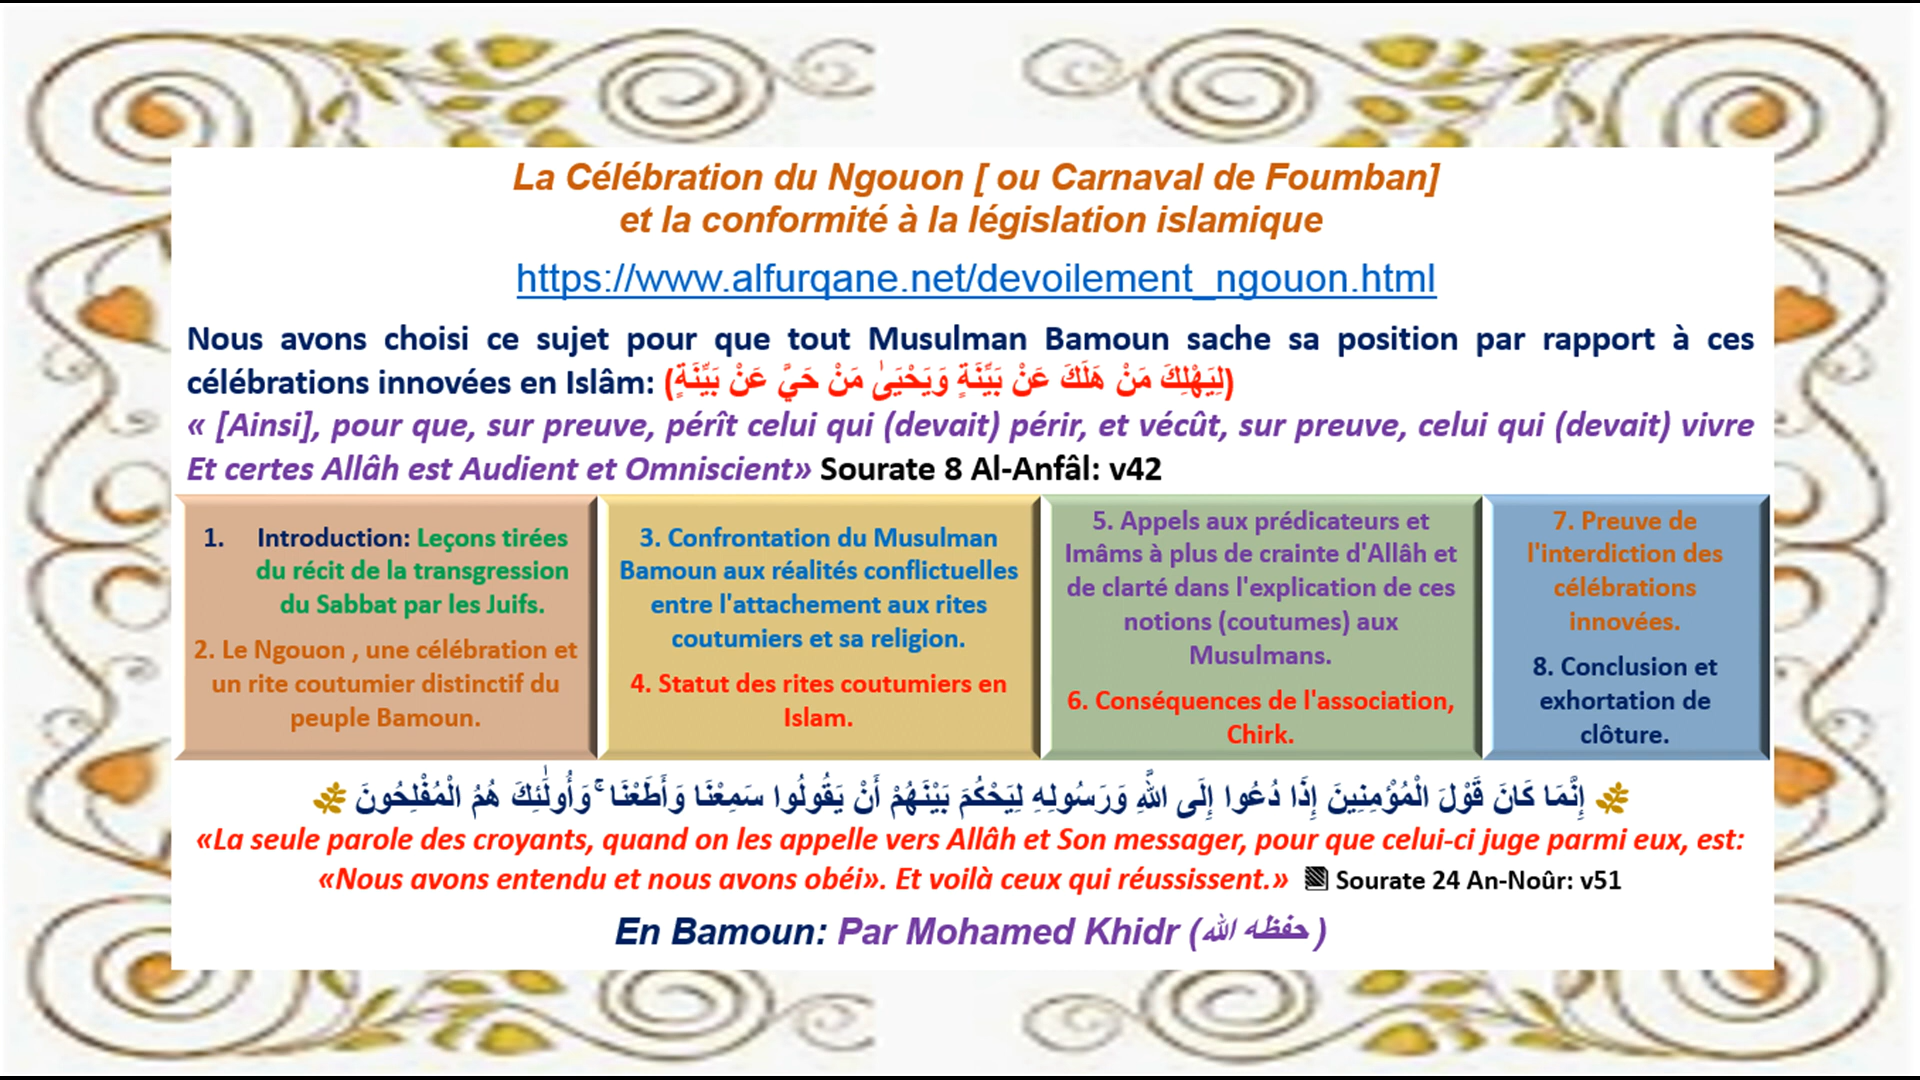 La Célébration du Ngouon [ ou Carnaval de Foumban]
et la conformité à la législation islamique
https://www.alfurqane.net/devoilement_ngouon.html
Nous avons choisi ce sujet pour que tout Musulman Bamoun sache sa position par rapport à ces
célébrations innovées en Islâm: (لِيَهْلِكَ مَنْ هَلَكَ عَنْ بَيِّنَةٍ وَيَحْيَىٰ مَنْ حَيَّ عَنْ بَيِّنَةٍ)
« [Ainsi], pour que, sur preuve, pérît celui qui (devait) périr, et vécût, sur preuve, celui qui (devait) vivre
Et certes Allâh est Audient et Omniscient» Sourate 8 Al-Anfâl: v42
1. Introduction: Leçons tirées
du récit de la transgression
du Sabbat par les Juifs.
2. Le Ngouon , une célébration et
un rite coutumier distinctif du
peuple Bamoun.
3. Confrontation du Musulman
Bamoun aux réalités conflictuelles
entre l'attachement aux rites
coutumiers et sa religion.
4. Statut des rites coutumiers en
Islam.
5. Appels aux prédicateurs et
Imâms à plus de crainte d'Allâh et
de clarté dans l'explication de ces
notions (coutumes) aux
Musulmans.
6. Conséquences de l'association,
Chirk.
7. Preuve de
l'interdiction des
célébrations
innovées.
8. Conclusion et
exhortation de
clôture.
إِنَّمَا كَانَ قَوْلَ الْمُؤْمِنِينَ إِذَا دُعُوا إِلَى اللَّهِ وَرَسُولِهِ لِيَحْكُمَ بَيْنَهُمْ أَنْ يَقُولُوا سَمِعْنَا وَأَطَعْنَا ۚ وَأُولَٰئِكَ هُمُ الْمُفْلِحُونَ
«La seule parole des croyants, quand on les appelle vers Allâh et Son messager, pour que celui-ci juge parmi eux, est:
«Nous avons entendu et nous avons obéi». Et voilà ceux qui réussissent.» Sourate 24 An-Noûr: v51
En Bamoun: Par Mohamed Khidr (حفظه الله)